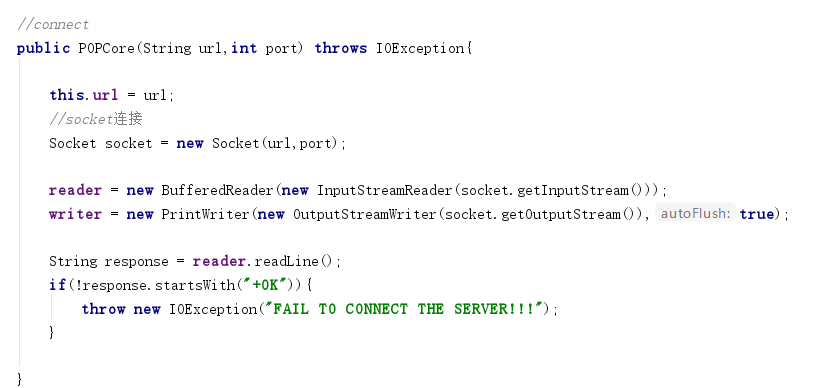 //connect
public POPCore(String url,int port) throws IOException{
this.url = url;
//socket连接
Socket socket = new Socket(url,port);
reader = new BufferedReader(new InputStreamReader(socket.getInputStream()));
writer = new PrintWriter(new OutputStreamWriter(socket.getOutputStream()), autoFlush: true);
String response = reader.readLine();
if(!response.startsWith("+OK")){
throw new IOException("FAIL TO CONNECT THE SERVER!!!");
}
}